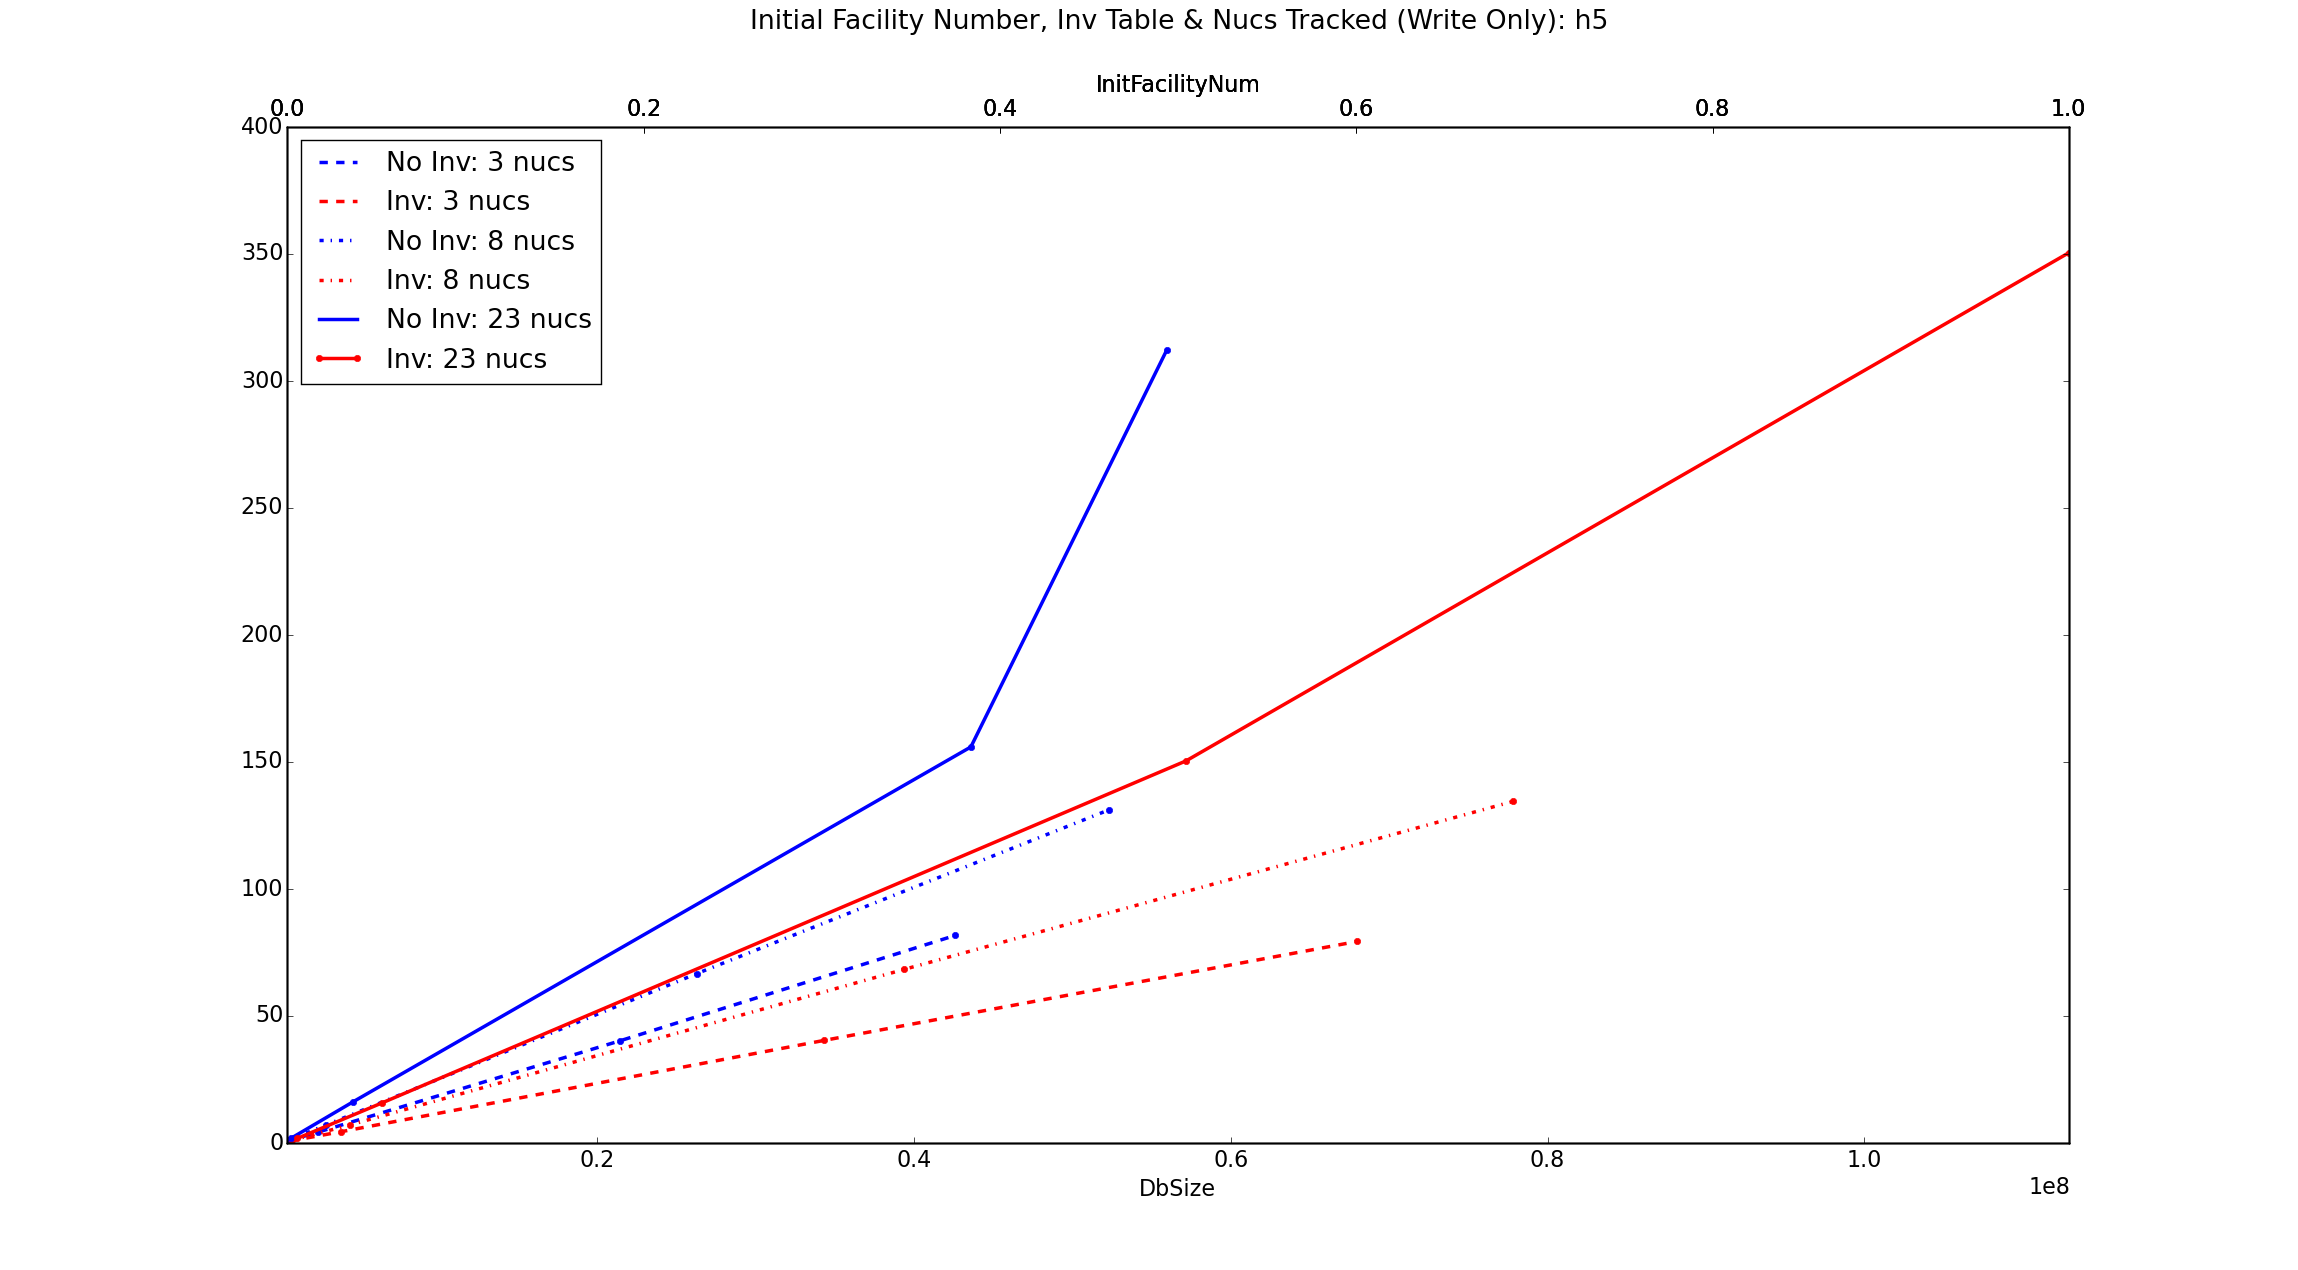 Initial Facility Number, Inv Table & Nucs Tracked (Write Only): h5
InitFacilityNum
0.0 0.2 0.4 0.6 0.8 1.0
400
350
300
250
200
150
100
50
0
No Inv: 3 nucs
Inv: 3 nucs
No Inv: 8 nucs
Inv: 8 nucs
No Inv: 23 nucs
Inv: 23 nucs
0.2 0.4 0.6 0.8 1.0
DbSize
1e8